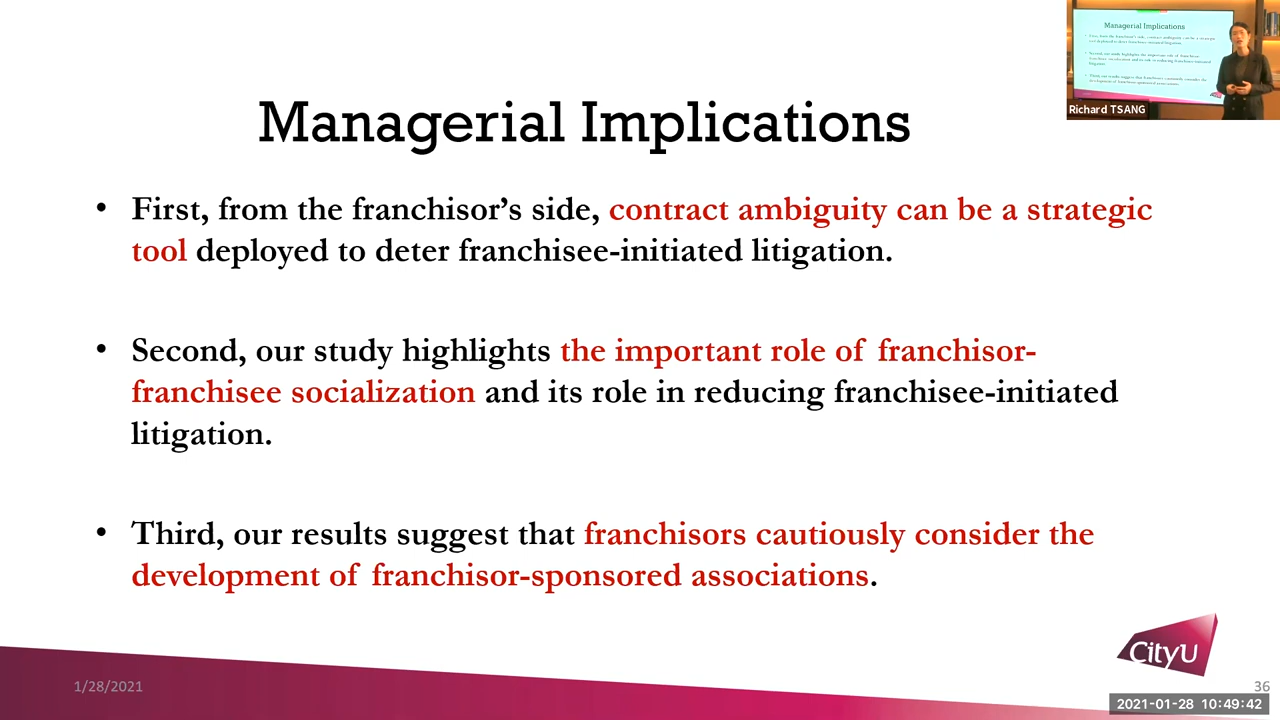 Managerial Implications
Richard TSANG
Managerial Implications
• First, from the franchisor’s side, contract ambiguity can be a strategic
tool deployed to deter franchisee-initiated litigation.
• Second, our study highlights the important role of franchisor-
franchisee socialization and its role in reducing franchisee-initiated
litigation.
• Third, our results suggest that franchisors cautiously consider the
development of franchisor-sponsored associations.
CityU
1/28/2021
36
2021-01-28 10:49:42